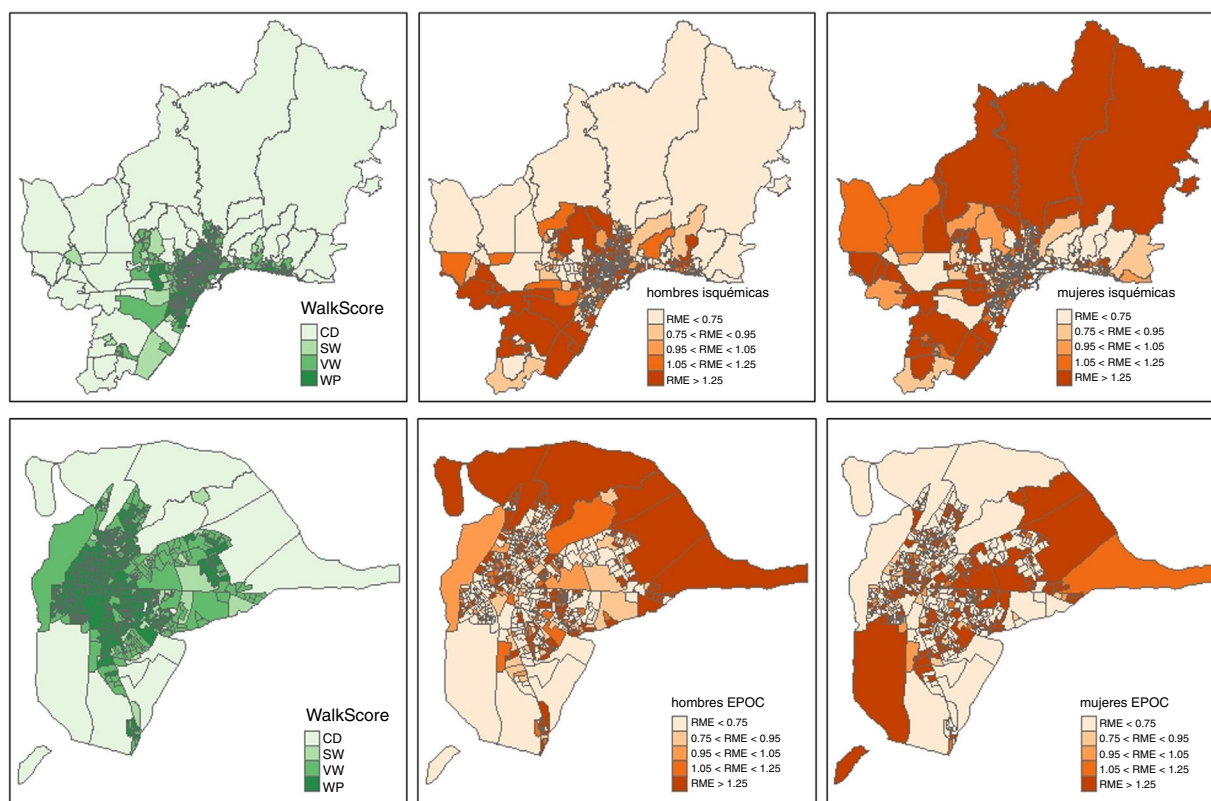 WalkScore
CD
SW
VW
WP
hombres isquémicas
RME < 0.75
0.75 < RME < 0.95
0.95 < RME < 1.05
1.05 < RME < 1.25
RME > 1.25
mujeres isquémicas
RME < 0.75
0.75 < RME < 0.95
0.95 < RME < 1.05
1.05 < RME < 1.25
RME > 1.25
WalkScore
CD
SW
VW
WP
hombres EPOC
RME < 0.75
0.75 < RME < 0.95
0.95 < RME < 1.05
1.05 < RME < 1.25
RME > 1.25
mujeres EPOC
RME < 0.75
0.75 < RME < 0.95
0.95 < RME < 1.05
1.05 < RME < 1.25
RME > 1.25